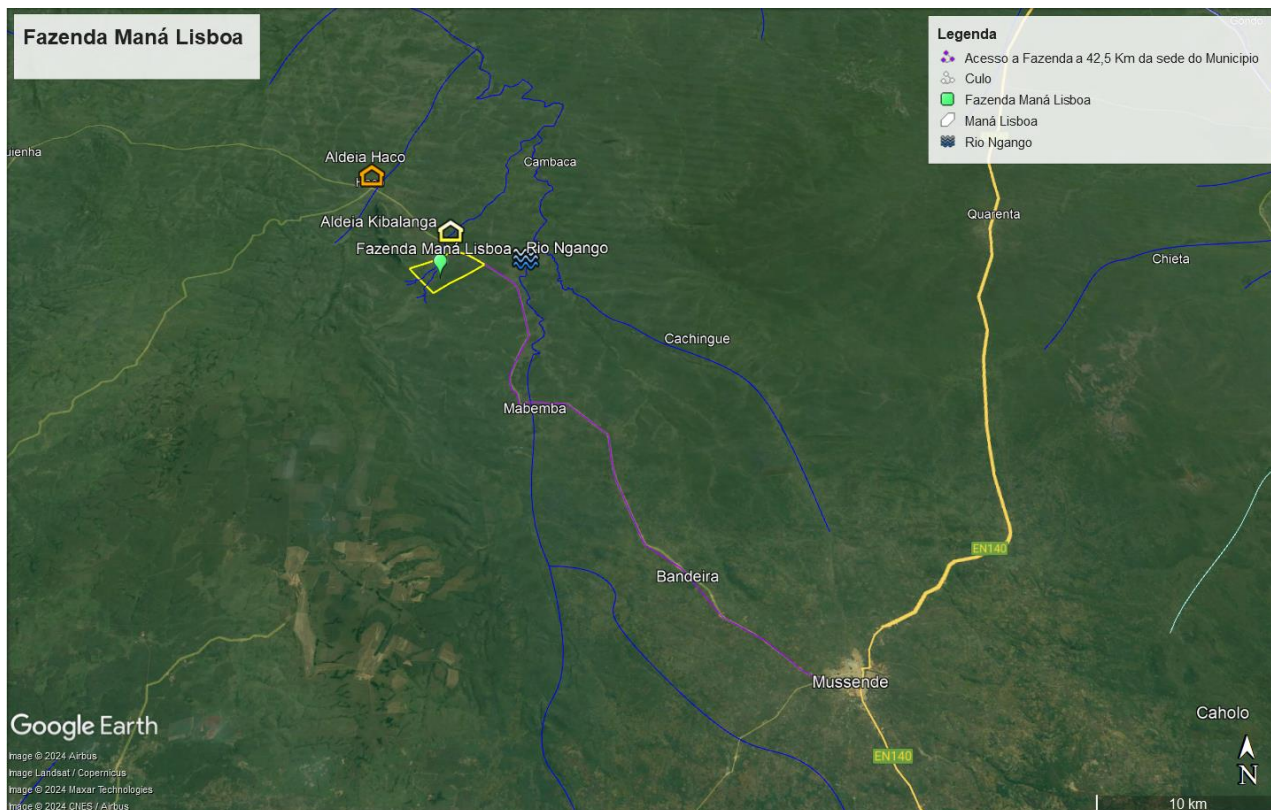 Fazenda Maná Lisboa
Legenda
Acesso a Fazenda a 42,5 Km da sede do Municipio
Culo
Fazenda Maná Lisboa
Maná Lisboa
Rio Ngango
Aldeia Haco
Cambaca
Aldeia Kibalanga
Fazenda Maná Lisboa
Rio Ngango
Quarenta
Chieta
Cachingue
Mabemba
EN140
Bandeira
Mussende
Caholo
EN140
N
10 km
Google Earth
Image © 2024 Airbus
Image Landsat / Copernicus
Image © 2024 Maxar Technologies
Image © 2024 CNES / Airbus